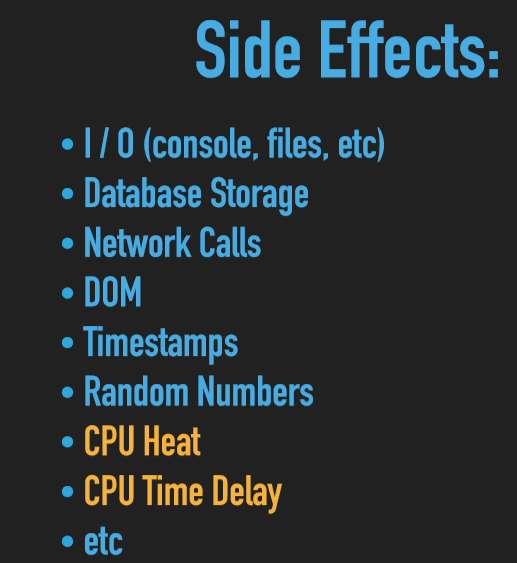 Side Effects:
• I / O (console, files, etc)
• Database Storage
• Network Calls
• DOM
• Timestamps
• Random Numbers
• CPU Heat
• CPU Time Delay
• etc